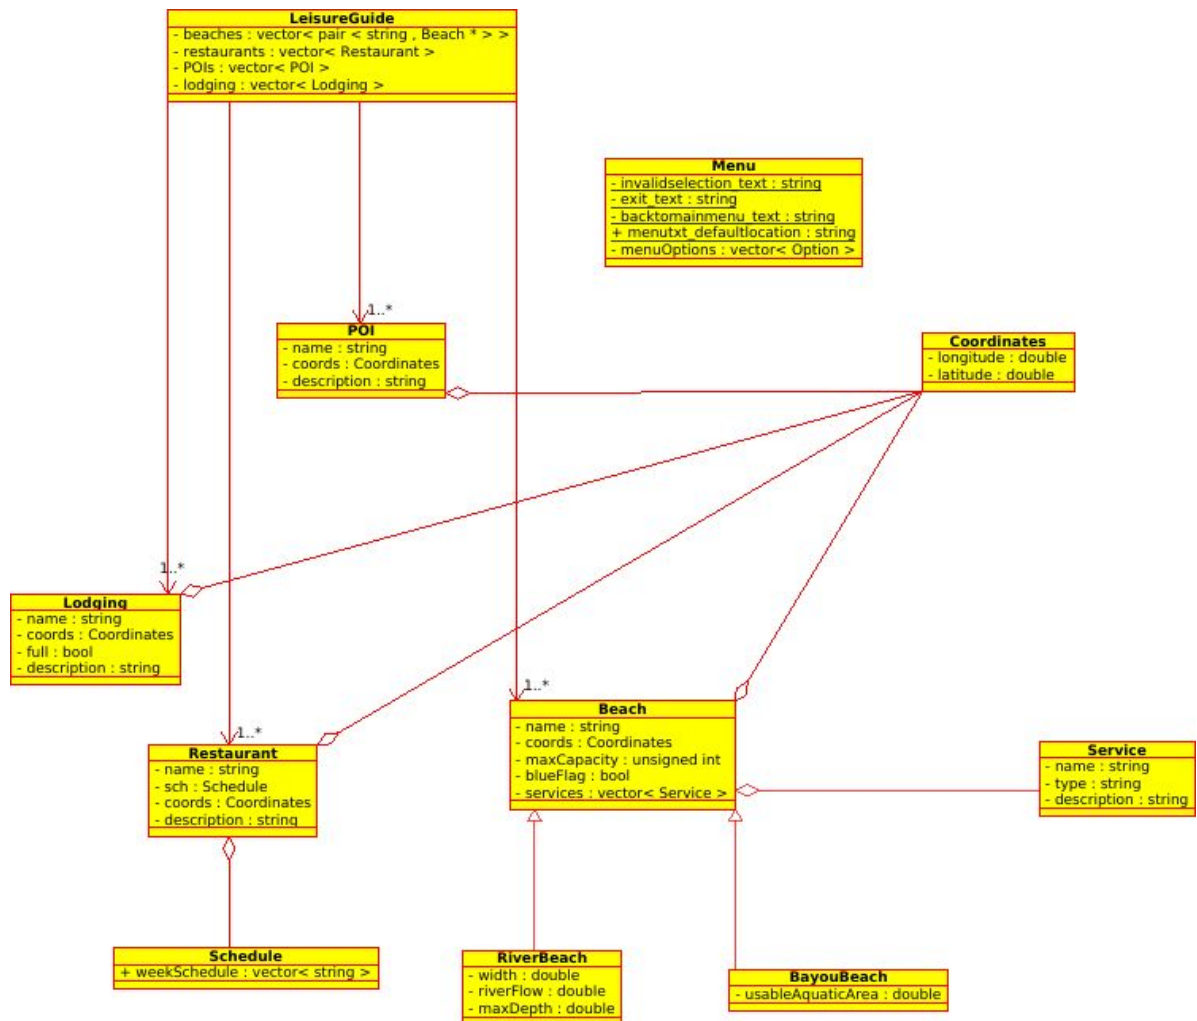 LeisureGuide
- beaches : vector< pair < string , Beach * > >
- restaurants : vector< Restaurant >
- POIs : vector< POI >
- lodging : vector< Lodging >
Menu
- invalidselection_text : string
- exit_text : string
- backtomainmenu_text : string
+ menutxt_defaultlocation : string
- menuOptions : vector< Option >
1..*
POI
- name : string
- coords : Coordinates
- description : string
Coordinates
- longitude : double
- latitude : double
1..*
Lodging
- name : string
- coords : Coordinates
- full : bool
- description : string
1..*
Restaurant
- name : string
- sch : Schedule
- coords : Coordinates
- description : string
1..*
Beach
- name : string
- coords : Coordinates
- maxCapacity : unsigned int
- blueFlag : bool
- services : vector< Service >
Service
- name : string
- type : string
- description : string
Schedule
+ weekSchedule : vector< string >
RiverBeach
- width : double
- riverFlow : double
- maxDepth : double
BayouBeach
- usableAquaticArea : double